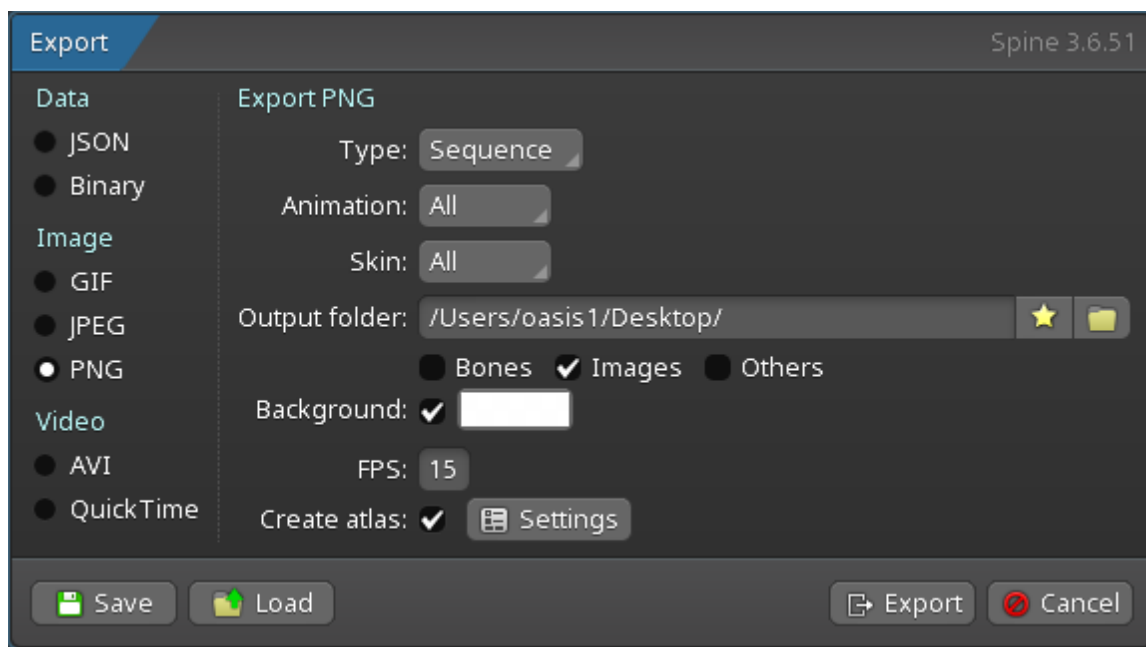 Export
Spine 3.6.51
Data
JSON
Binary
Image
GIF
JPEG
PNG
Video
AVI
QuickTime
Export PNG
Type: Sequence
Animation: All
Skin: All
Output folder: /Users/oasis1/Desktop/
Bones Images Others
Background:
FPS: 15
Create atlas: Settings
Save Load Export Cancel